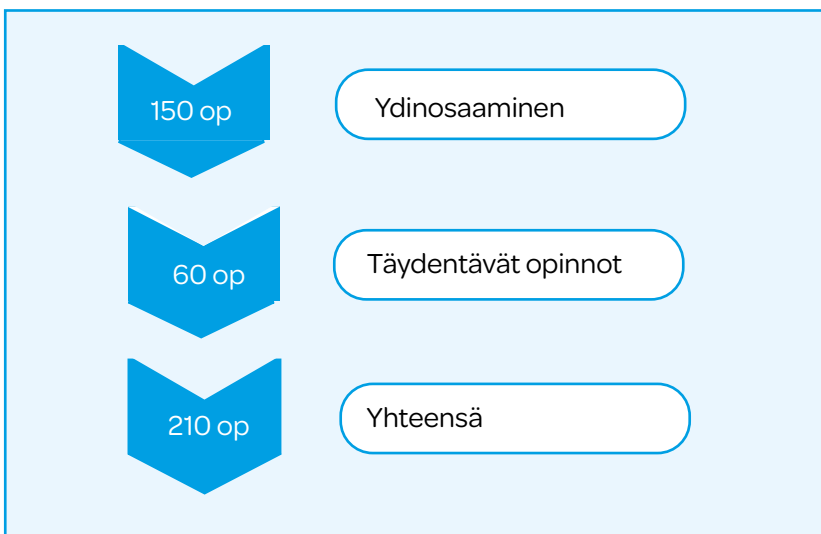 150 op
Ydinosaaminen
60 op
Täydentävät opinnot
210 op
Yhteensä